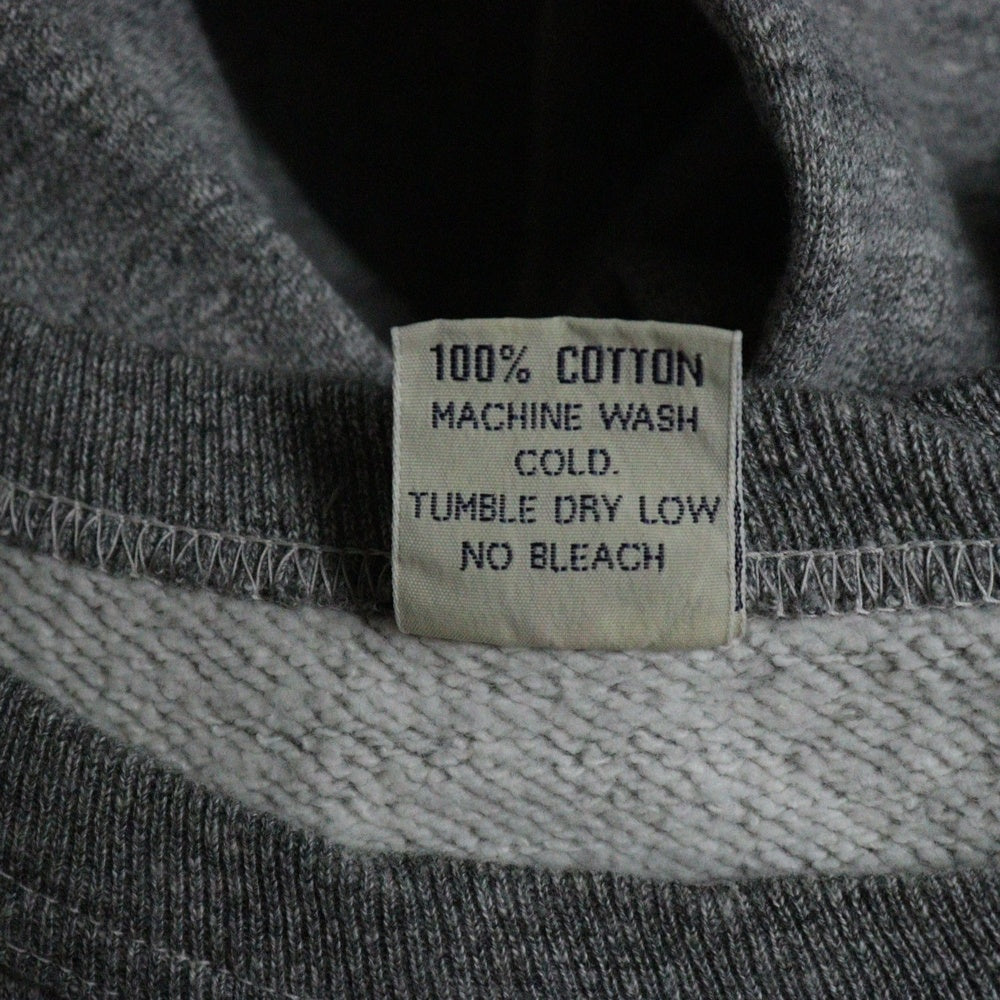 100% COTTON
MACHINE WASH
COLD.
TUMBLE DRY LOW
NO BLEACH